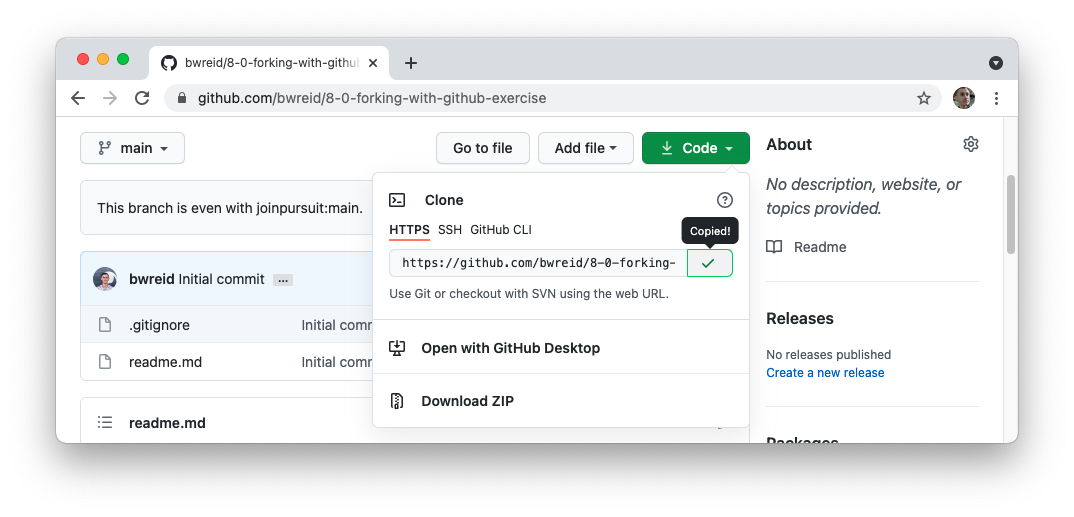 bwreid/8-0-forking-with-github
github.com/bwreid/8-0-forking-with-github-exercise
main
Go to file
Add file
Code
This branch is even with joinpursuit:main.
bwreid Initial commit ...
.gitignore Initial comm
readme.md Initial comm
readme.md
Clone
HTTPS SSH GitHub CLI
Copied!
https://github.com/bwreid/8-0-forking-
Use Git or checkout with SVN using the web URL.
Open with GitHub Desktop
Download ZIP
About
No description, website, or
topics provided.
Readme
Releases
No releases published
Create a new release
Packages